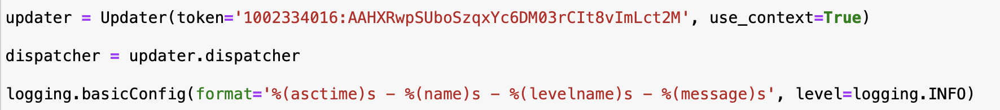 updater = Updater(token='1002334016:AAHXRwpSUboSzqxYc6DM03rCIt8vImLct2M', use_context=True)
dispatcher = updater.dispatcher
logging.basicConfig(format='%(asctime)s - %(name)s - %(levelname)s - %(message)s', level=logging.INFO)